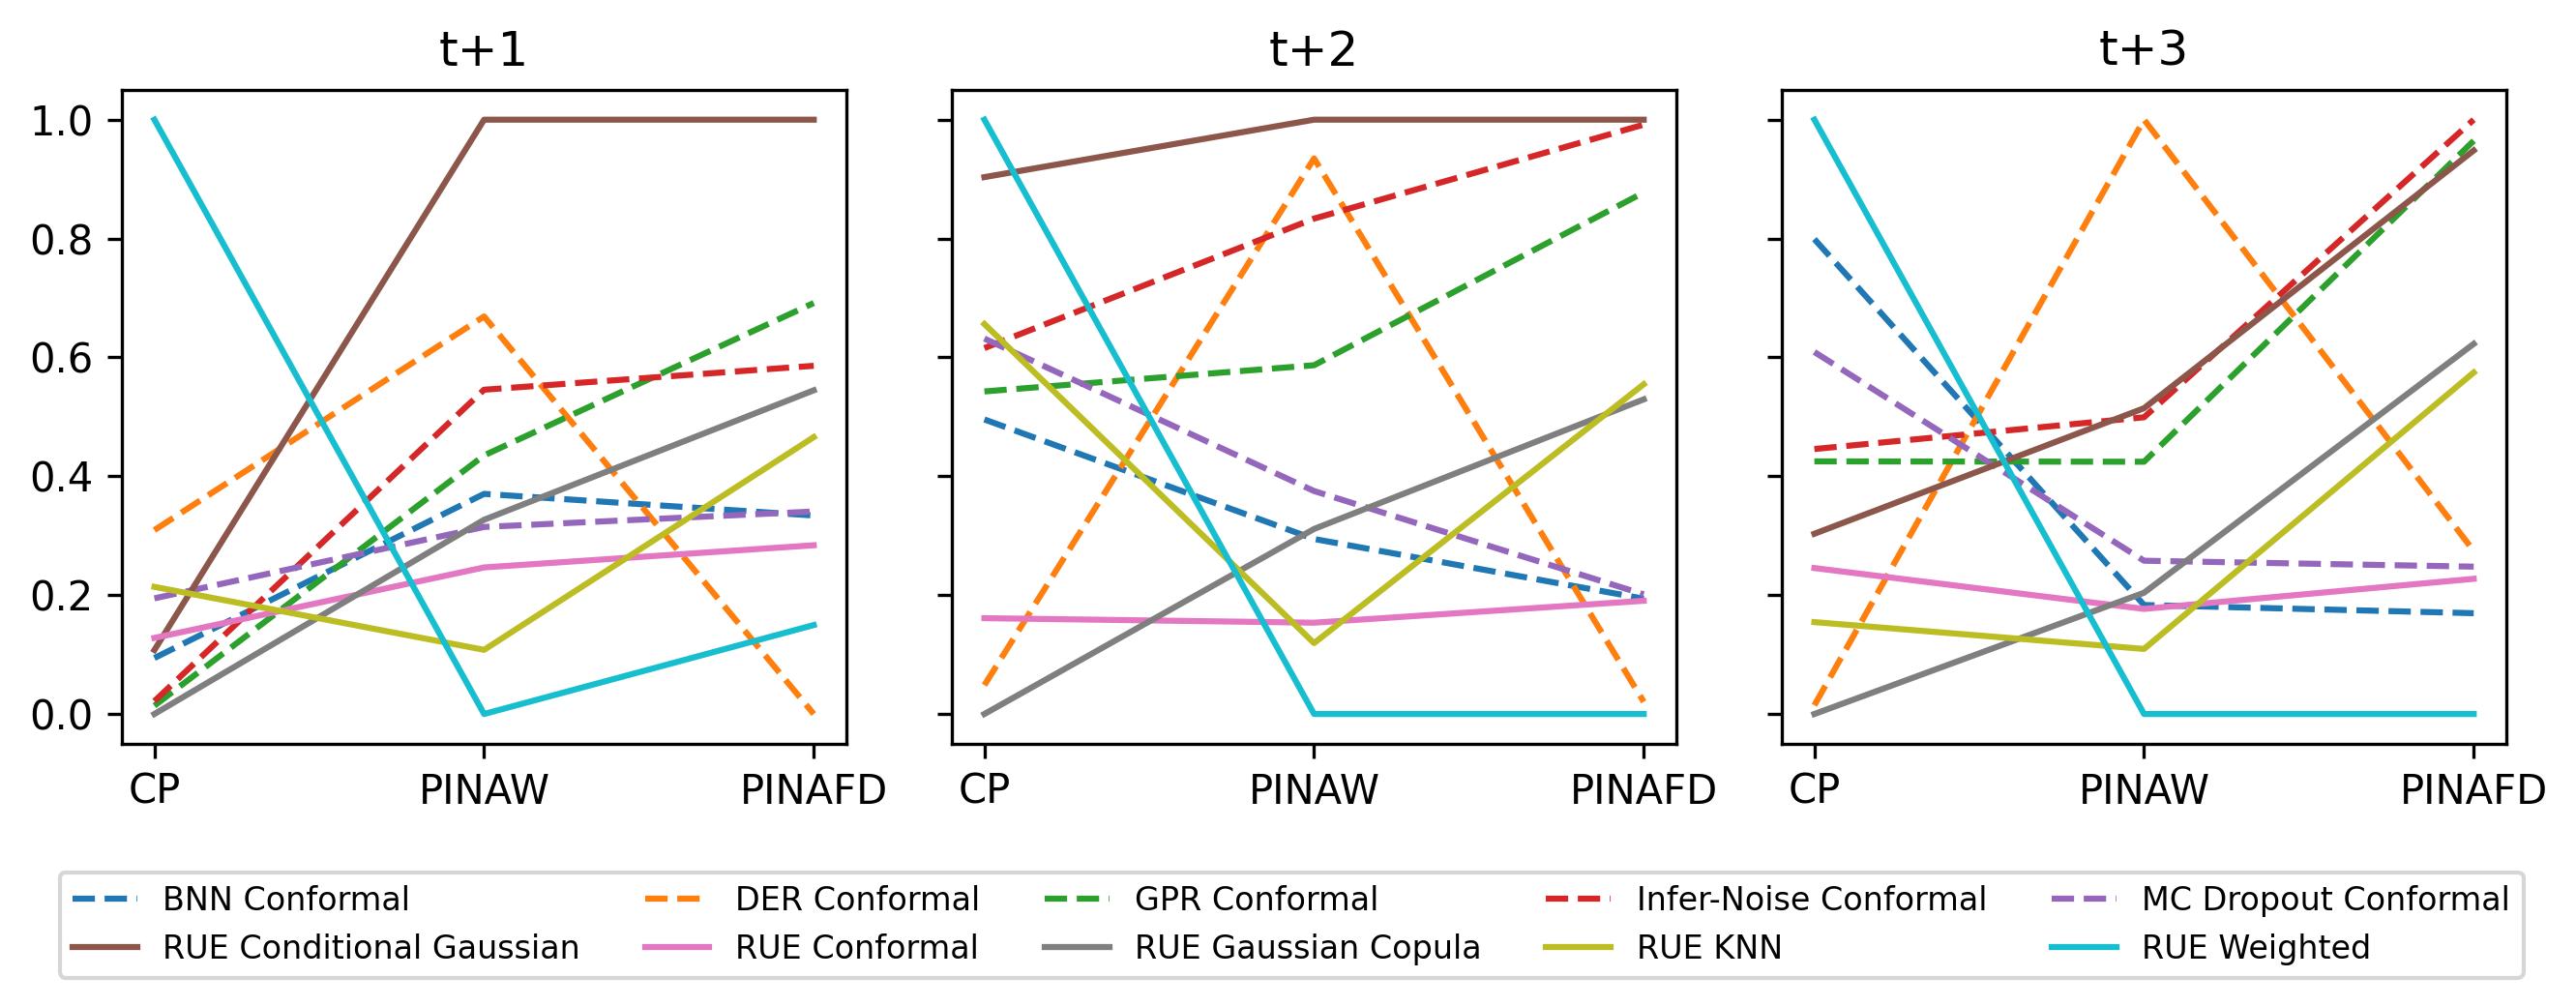 t+1 t+2 t+3
1.0
0.8
0.6
0.4
0.2
0.0
CP PINAW PINAFD CP PINAW PINAFD CP PINAW PINAFD
BNN Conformal DER Conformal GPR Conformal Infer-Noise Conformal MC Dropout Conformal
RUE Conditional Gaussian RUE Conformal RUE Gaussian Copula RUE KNN RUE Weighted